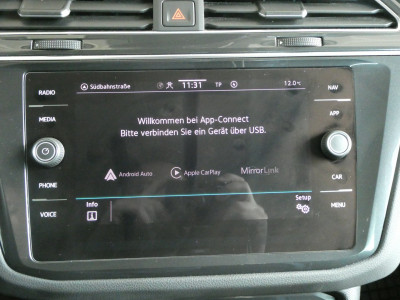 RADIO
MEDIA
PHONE
VOICE
Südbahnstraße 11:31 TP 12.0°C
Willkommen bei App-Connect
Bitte verbinden Sie ein Gerät über USB.
Android Auto Apple CarPlay MirrorLink
Info Setup
NAV
APP
CAR
MENU